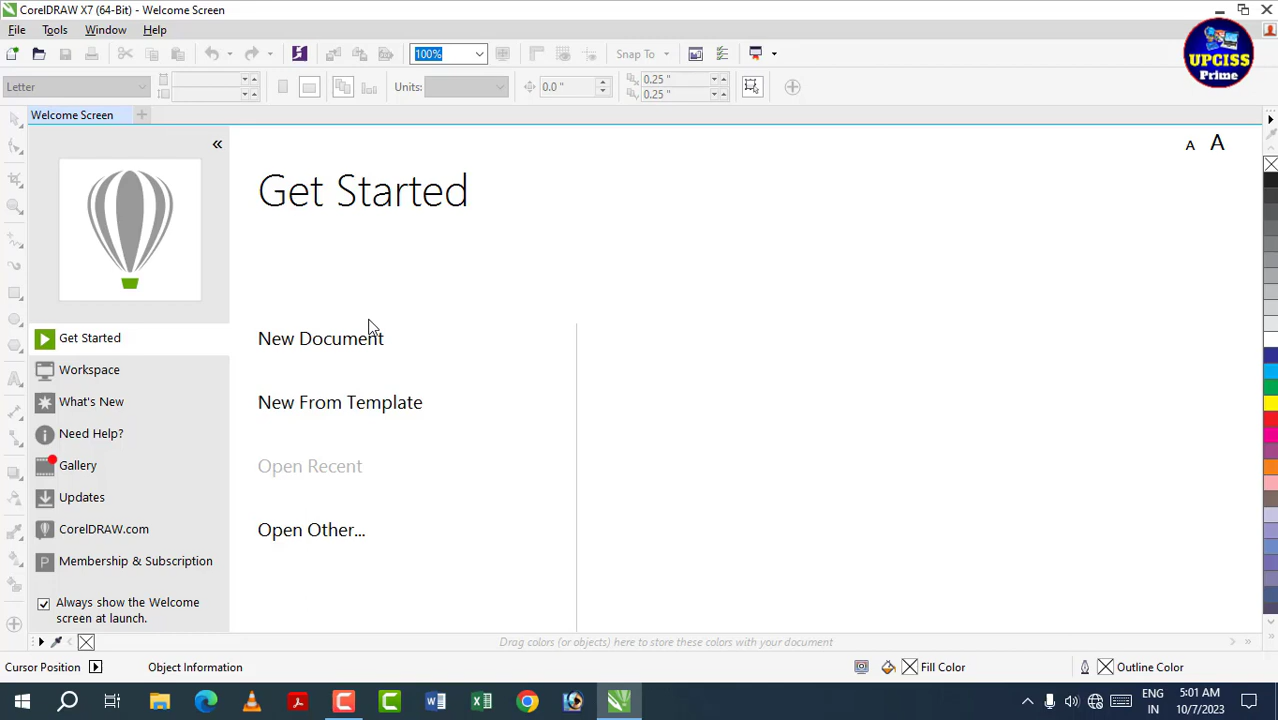 CorelDRAW X7 (64-Bit) - Welcome Screen
File Tools Window Help
100% Snap To
UPCISS
Prime
Letter Units: 0.0 " 0.25 "
0.25 "
Welcome Screen
A A
Get Started
New Document
Get Started
Workspace
New From Template
What's New
Need Help?
Gallery
Open Recent
Updates
CorelDRAW.com
Open Other...
Membership & Subscription
Always show the Welcome
screen at launch.
Drag colors (or objects) here to store these colors with your document
Cursor Position Object Information Fill Color Outline Color
ENG 5:01 AM
IN 10/7/2023